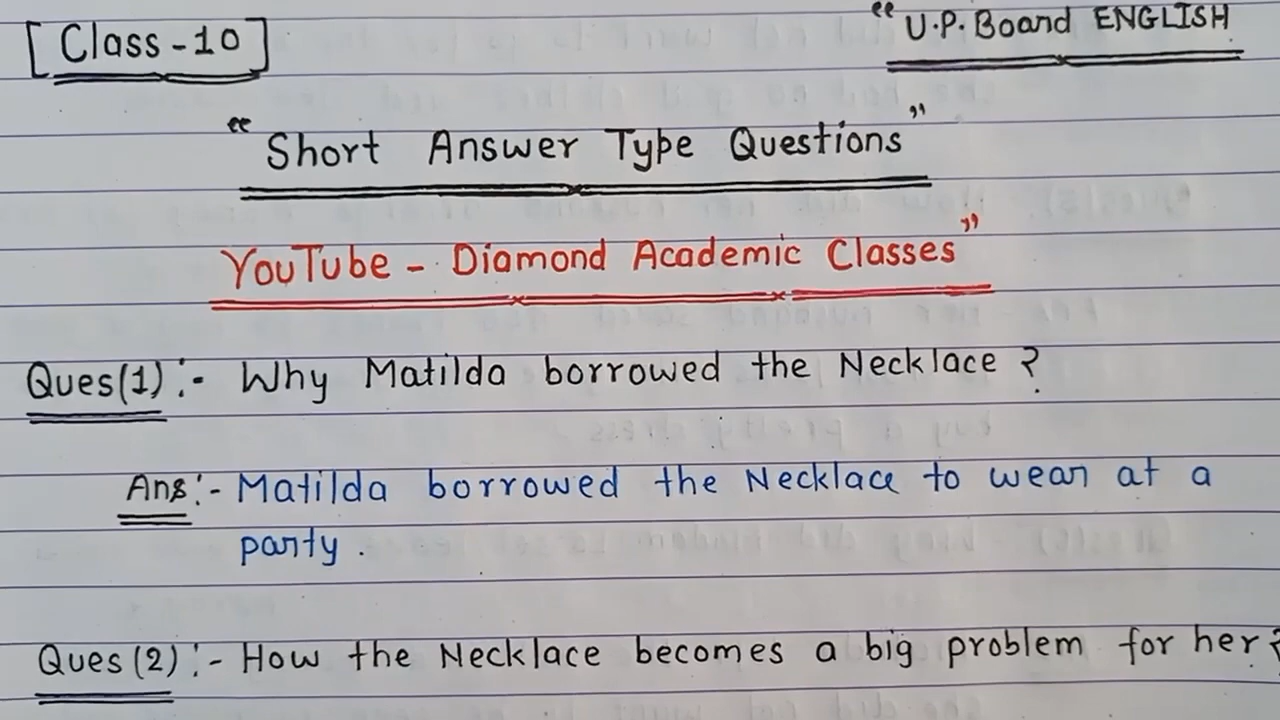 [Class-10]
"U.P. Board ENGLISH
"Short Answer Type Questions"
YouTube - Diamond Academic Classes"
Ques(1):- Why Matilda borrowed the Necklace ?
Ans:- Matilda borrowed the Necklace to wear at a
party.
Ques(2):- How the Necklace becomes a big problem for her?